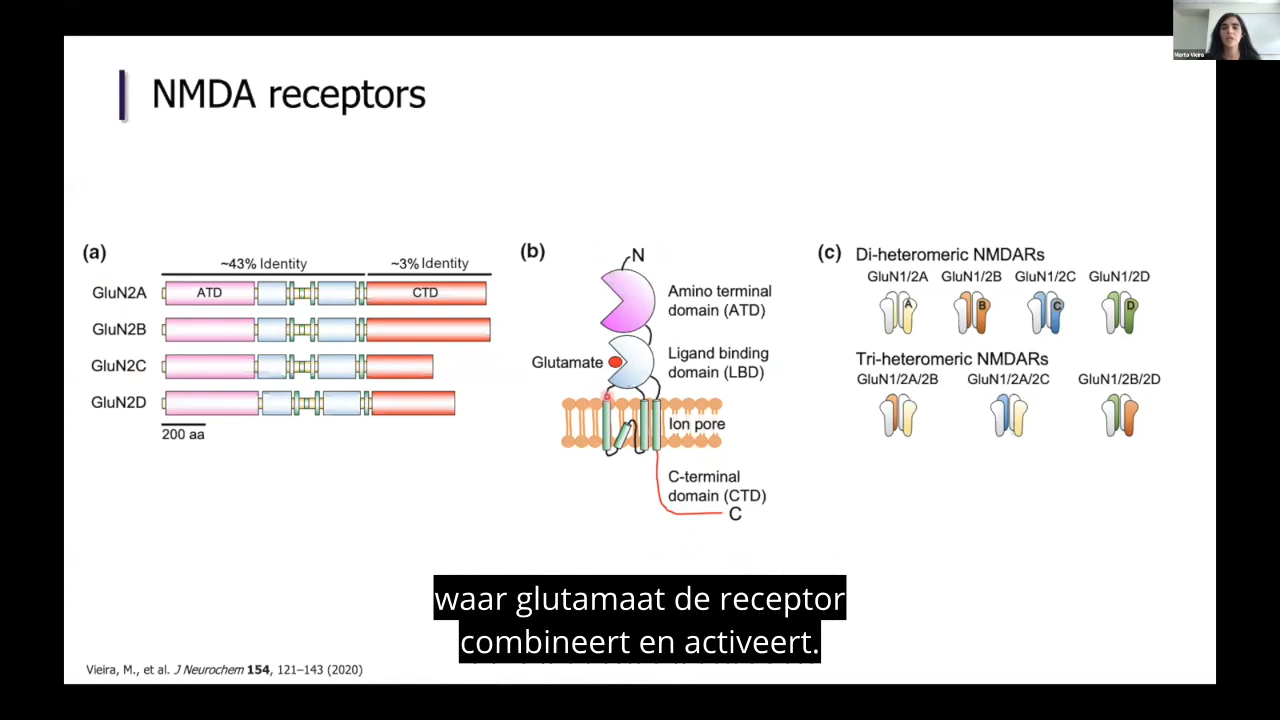 Marta Vieira
NMDA receptors
(a)
~43% Identity
~3% Identity
GluN2A
ATD
CTD
GluN2B
GluN2C
GluN2D
200 aa
(b)
N
Amino terminal
domain (ATD)
Glutamate
Ligand binding
domain (LBD)
Ion pore
C-terminal
domain (CTD)
C
(c)
Di-heteromeric NMDARs
GluN1/2A GluN1/2B GluN1/2C GluN1/2D
A B C D
Tri-heteromeric NMDARs
GluN1/2A/2B GluN1/2A/2C GluN1/2B/2D
waar glutamaat de receptor
combineert en activeert.
Vieira, M., et al. J Neurochem 154, 121–143 (2020)